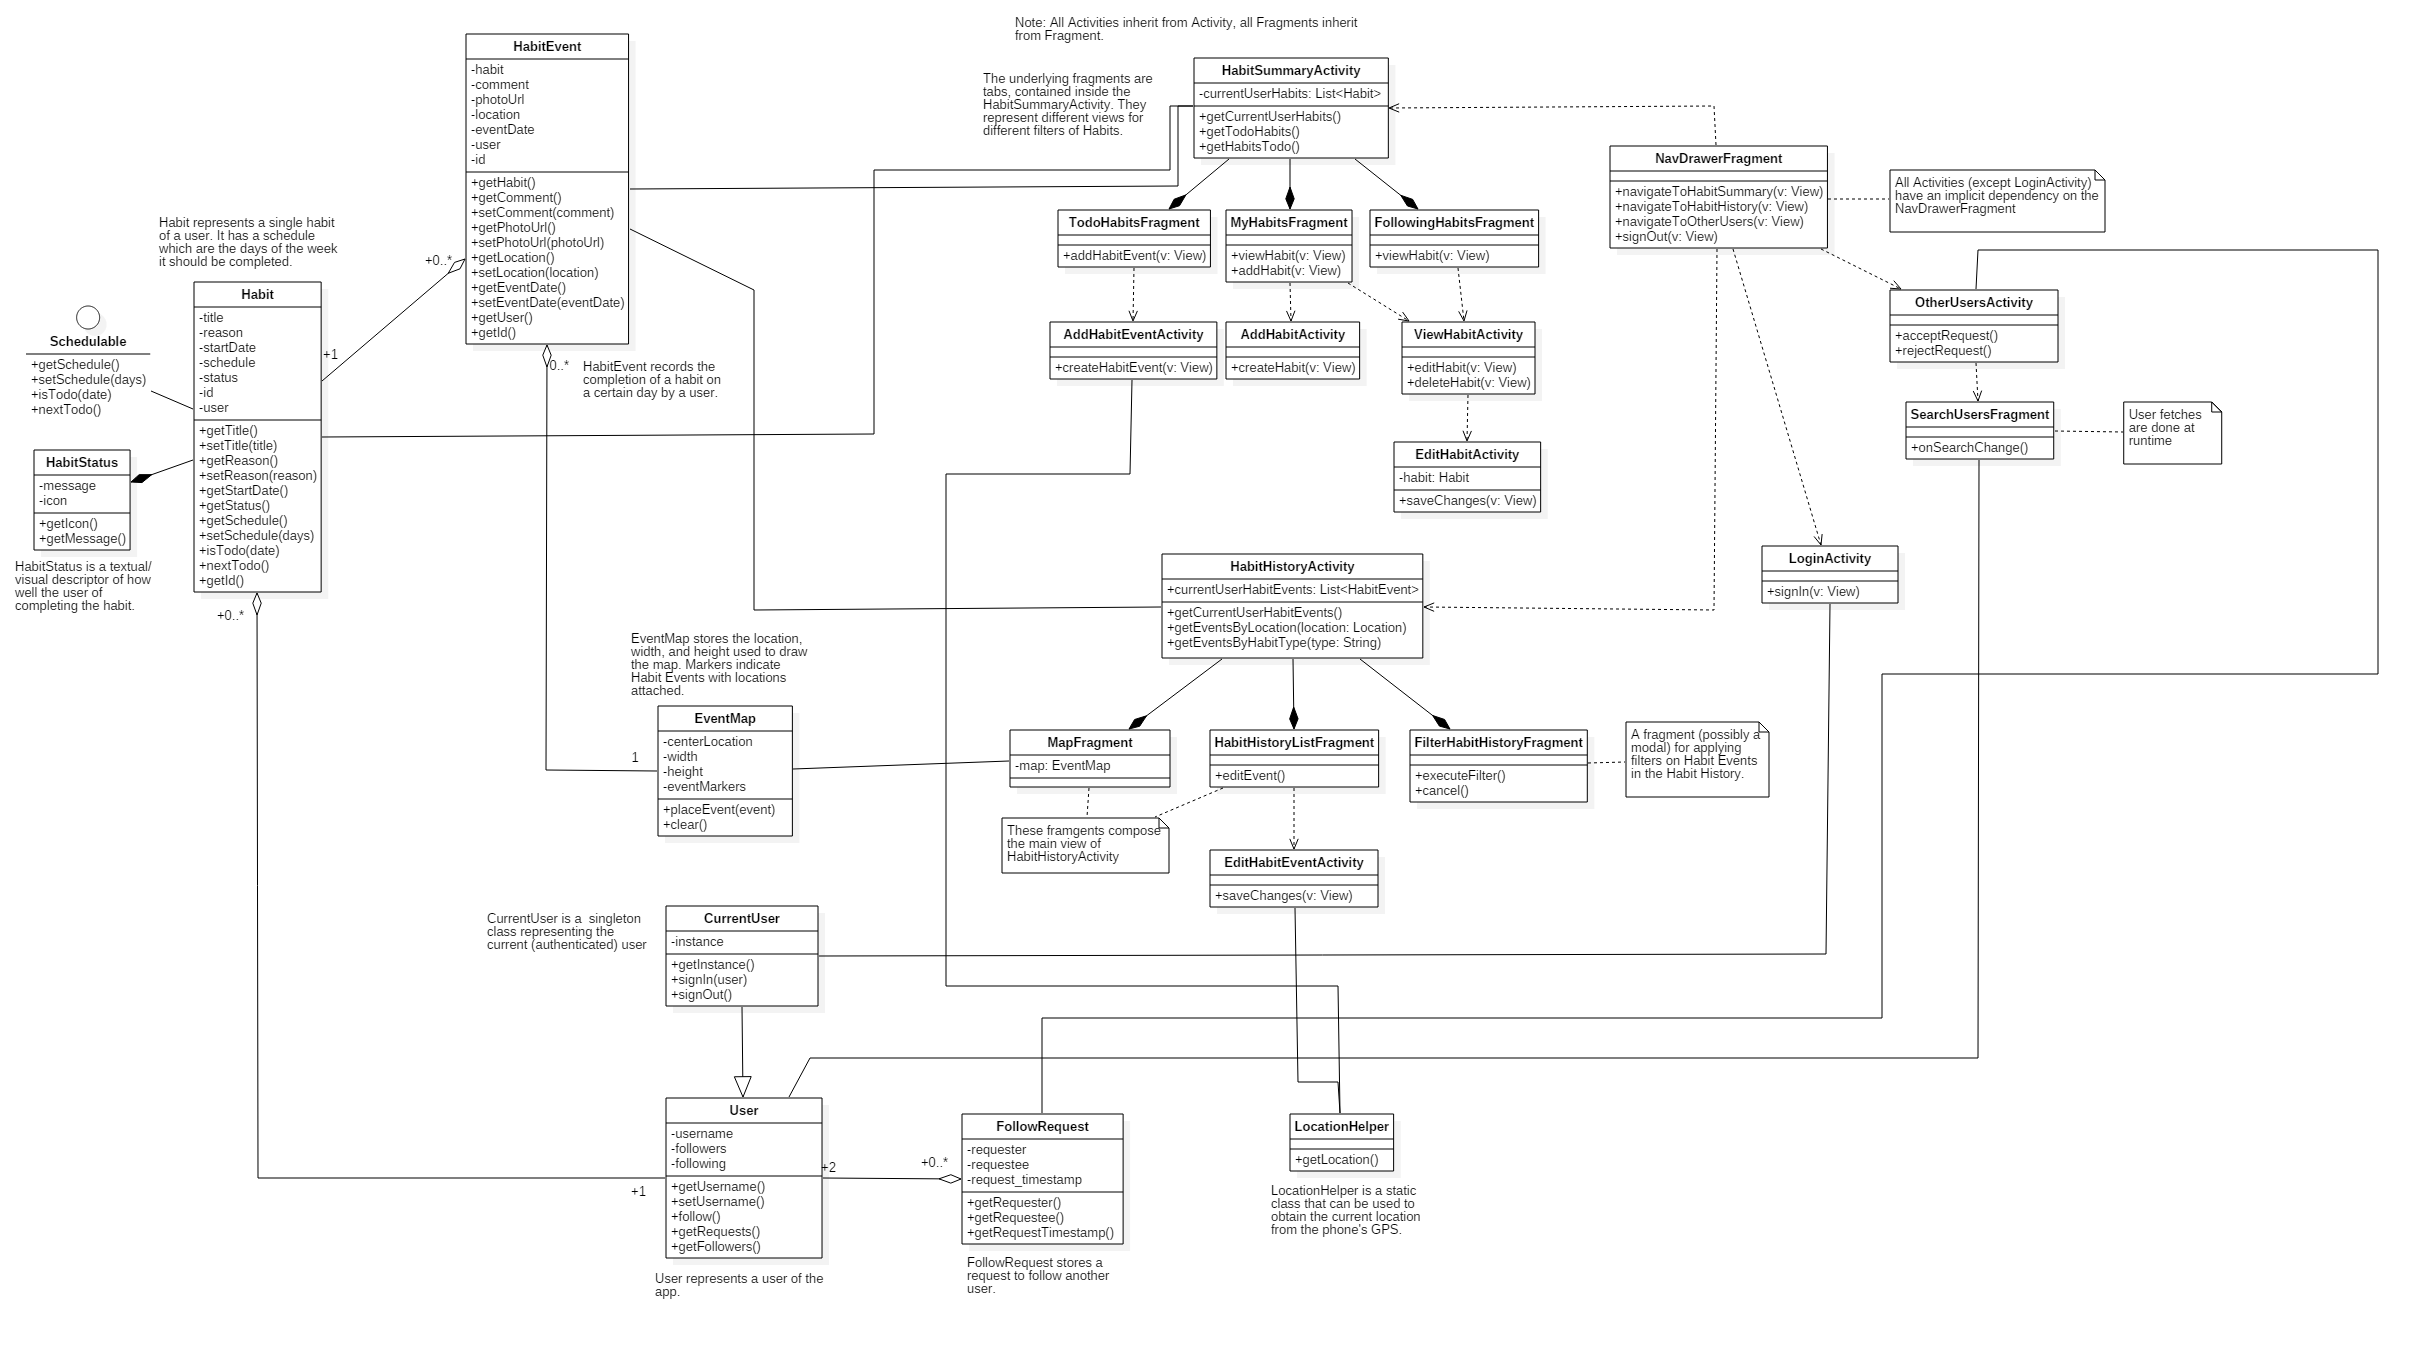 Note: All Activities inherit from Activity, all Fragments inherit
from Fragment.
HabitEvent
-habit
-comment
-photoUrl
-location
-eventDate
-user
-id
+getHabit()
+getComment()
+setComment(comment)
+getPhotoUrl()
+setPhotoUrl(photoUrl)
+getLocation()
+setLocation(location)
+getEventDate()
+setEventDate(eventDate)
+getUser()
+getId()
+0..*
0..*
HabitEvent records the
completion of a habit on
a certain day by a user.
The underlying fragments are
tabs, contained inside the
HabitSummaryActivity. They
represent different views for
different filters of Habits.
HabitSummaryActivity
-currentUserHabits: List<Habit>
+getCurrentUserHabits()
+getTodoHabits()
+getHabitsTodo()
NavDrawerFragment
+navigateToHabitSummary(v: View)
+navigateToHabitHistory(v: View)
+navigateToOtherUsers(v: View)
+signOut(v: View)
All Activities (except LoginActivity)
have an implicit dependency on the
NavDrawerFragment
TodoHabitsFragment
+addHabitEvent(v: View)
MyHabitsFragment
+viewHabit(v: View)
+addHabit(v: View)
FollowingHabitsFragment
+viewHabit(v: View)
Habit represents a single habit
of a user. It has a schedule
which are the days of the week
it should be completed.
Habit
-title
-reason
-startDate
-schedule
-status
-id
-user
+getTitle()
+setTitle(title)
+getReason()
+setReason(reason)
+getStartDate()
+getStatus()
+getSchedule()
+setSchedule(days)
+isTodo(date)
+nextTodo()
+getId()
+1
+0..*
Schedulable
+getSchedule()
+setSchedule(days)
+isTodo(date)
+nextTodo()
HabitStatus
-message
-icon
+getIcon()
+getMessage()
HabitStatus is a textual/
visual descriptor of how
well the user of
completing the habit.
AddHabitEventActivity
+createHabitEvent(v: View)
AddHabitActivity
+createHabit(v: View)
ViewHabitActivity
+editHabit(v: View)
+deleteHabit(v: View)
OtherUsersActivity
+acceptRequest()
+rejectRequest()
SearchUsersFragment
+onSearchChange()
User fetches
are done at
runtime
EditHabitActivity
-habit: Habit
+saveChanges(v: View)
HabitHistoryActivity
+currentUserHabitEvents: List<HabitEvent>
+getCurrentUserHabitEvents()
+getEventsByLocation(location: Location)
+getEventsByHabitType(type: String)
LoginActivity
+signIn(v: View)
EventMap stores the location,
width, and height used to draw
the map. Markers indicate
Habit Events with locations
attached.
EventMap
-centerLocation
-width
-height
-eventMarkers
+placeEvent(event)
+clear()
1
MapFragment
-map: EventMap
HabitHistoryListFragment
+editEvent()
FilterHabitHistoryFragment
+executeFilter()
+cancel()
A fragment (possibly a
modal) for applying
filters on Habit Events
in the Habit History.
These framgents compose
the main view of
HabitHistoryActivity
EditHabitEventActivity
+saveChanges(v: View)
CurrentUser is a  singleton
class representing the
current (authenticated) user
CurrentUser
-instance
+getInstance()
+signIn(user)
+signOut()
User
-username
-followers
-following
+getUsername()
+setUsername()
+follow()
+getRequests()
+getFollowers()
+1
+2
User represents a user of the
app.
+0..*
FollowRequest
-requester
-requestee
-request_timestamp
+getRequester()
+getRequestee()
+getRequestTimestamp()
FollowRequest stores a
request to follow another
user.
LocationHelper
+getLocation()
LocationHelper is a static
class that can be used to
obtain the current location
from the phone's GPS.